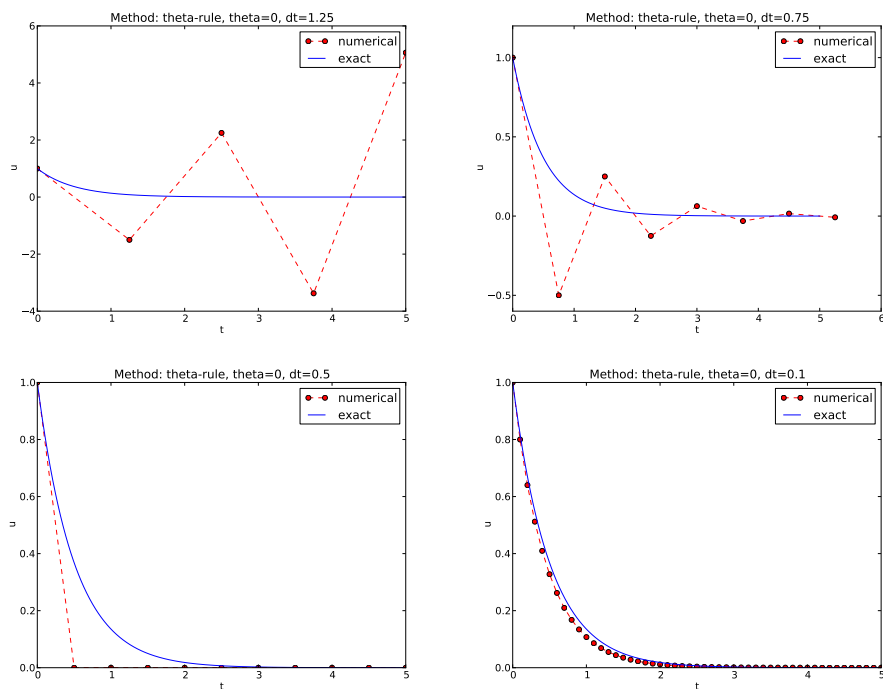 Method: theta-rule, theta=0, dt=1.25
numerical
exact
6
4
2
0
−2
−4
u
0
1
2
3
4
5
t
Method: theta-rule, theta=0, dt=0.75
numerical
exact
1.0
0.5
0.0
−0.5
u
0
1
2
3
4
5
6
t
Method: theta-rule, theta=0, dt=0.5
numerical
exact
1.0
0.8
0.6
0.4
0.2
0.0
u
0
1
2
3
4
5
t
Method: theta-rule, theta=0, dt=0.1
numerical
exact
1.0
0.8
0.6
0.4
0.2
0.0
u
0
1
2
3
4
5
t